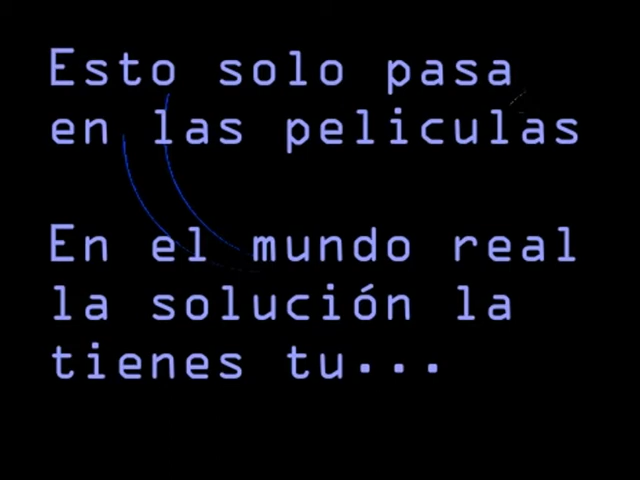 Esto solo pasa
en las peliculas
En el mundo real
la solución la
tienes tu...